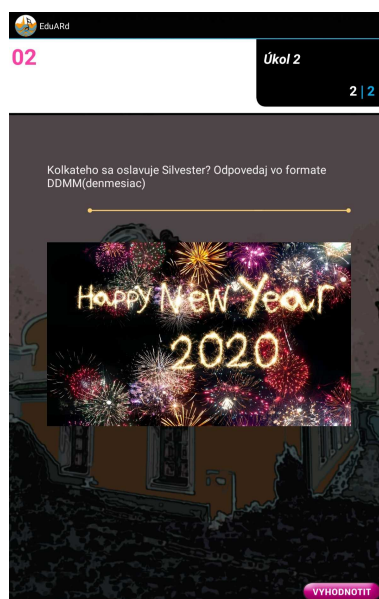 EduARd
02
Úkol 2
2 | 2
Kolkateho sa oslavuje Silvester? Odpovedaj vo formate
DDMM(denmesiac)
Happy New Year
2020
VYHODNOTIT